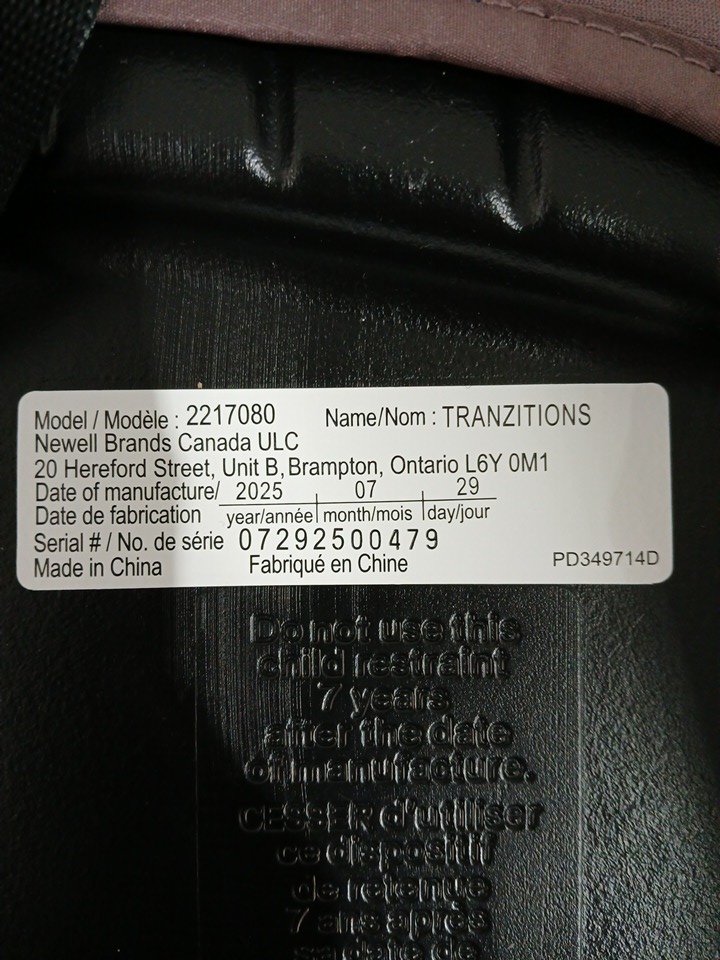 Model / Modèle : 2217080 Name/Nom : TRANZITIONS
Newell Brands Canada ULC
20 Hereford Street, Unit B, Brampton, Ontario L6Y 0M1
Date of manufacture/ 2025 07 29
Date de fabrication year/année month/mois day/jour
Serial # / No. de série 07292500479
Made in China Fabriqué en Chine PD349714D
Do not use this
child restraint
7 years
after the date
of manufacture.
CESSER d'utiliser
ce dispositif
de retenue
7 ans après
sa date de